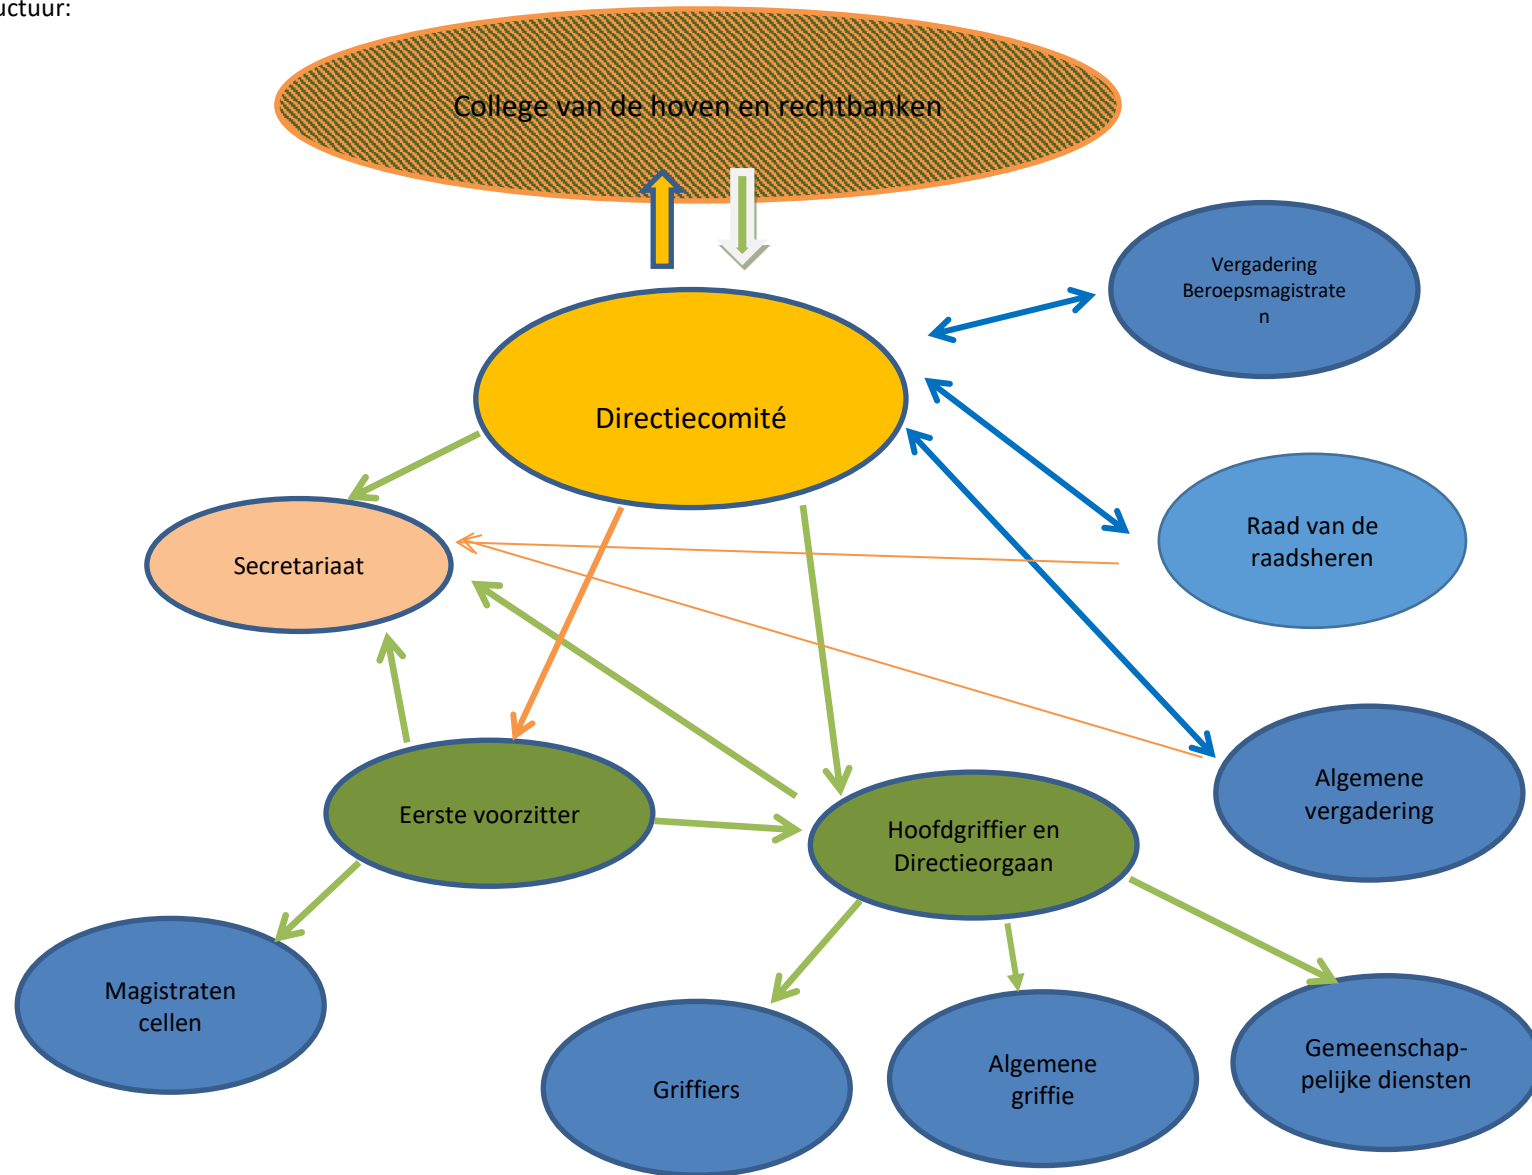 uctuur:
College van de hoven en rechtbanken
Vergadering
Beroepsmagistrate
n
Directiecomité
Raad van de
raadsheren
Secretariaat
Algemene
vergadering
Eerste voorzitter
Hoofdgriffier en
Directieorgaan
Magistraten
cellen
Griffiers
Algemene
griffie
Gemeenschap-
pelijke diensten